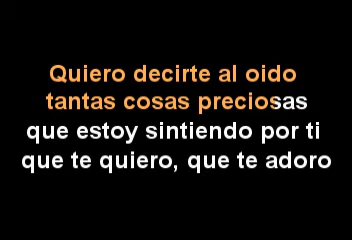 Quiero decirte al oido
tantas cosas preciosas
que estoy sintiendo por ti
que te quiero, que te adoro